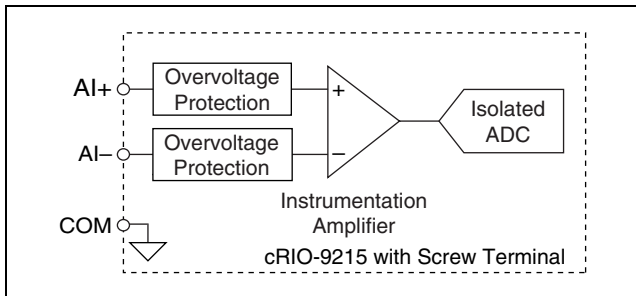 AI+
Overvoltage
Protection
+
Isolated
ADC
AI–
Overvoltage
Protection
–
Instrumentation
Amplifier
COM
cRIO-9215 with Screw Terminal